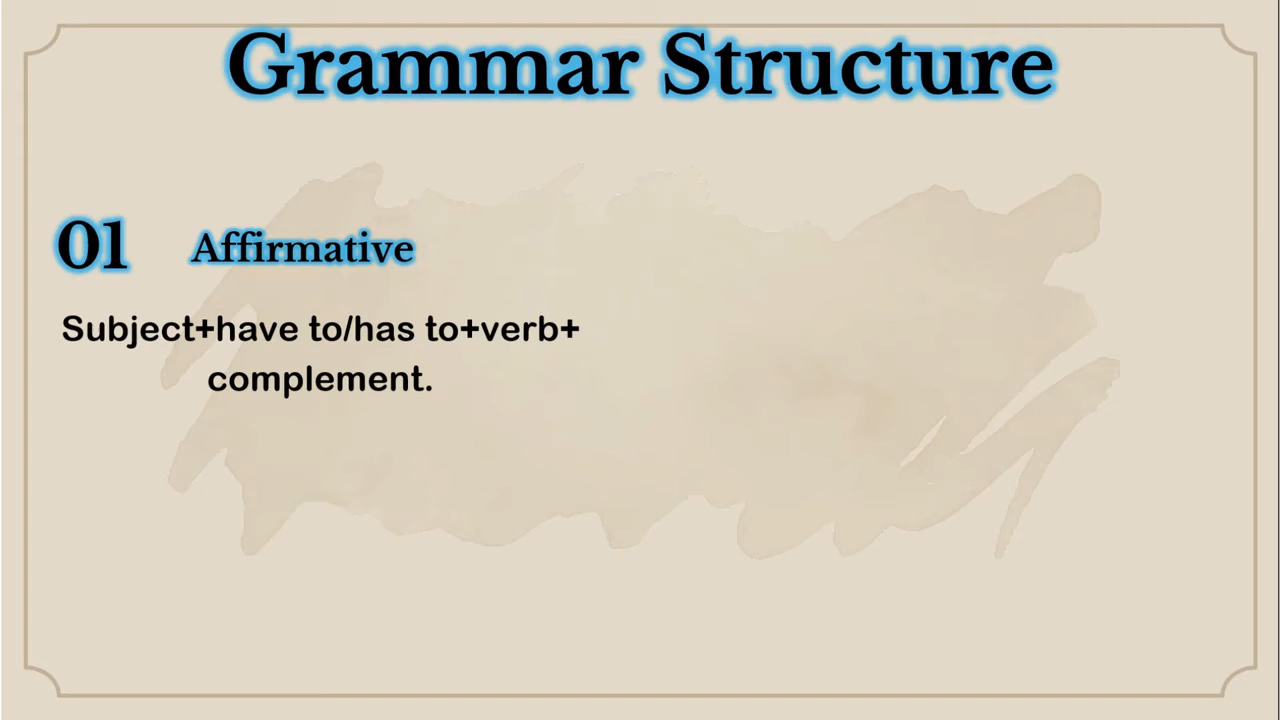 Grammar Structure
01 Affirmative
Subject+have to/has to+verb+
complement.